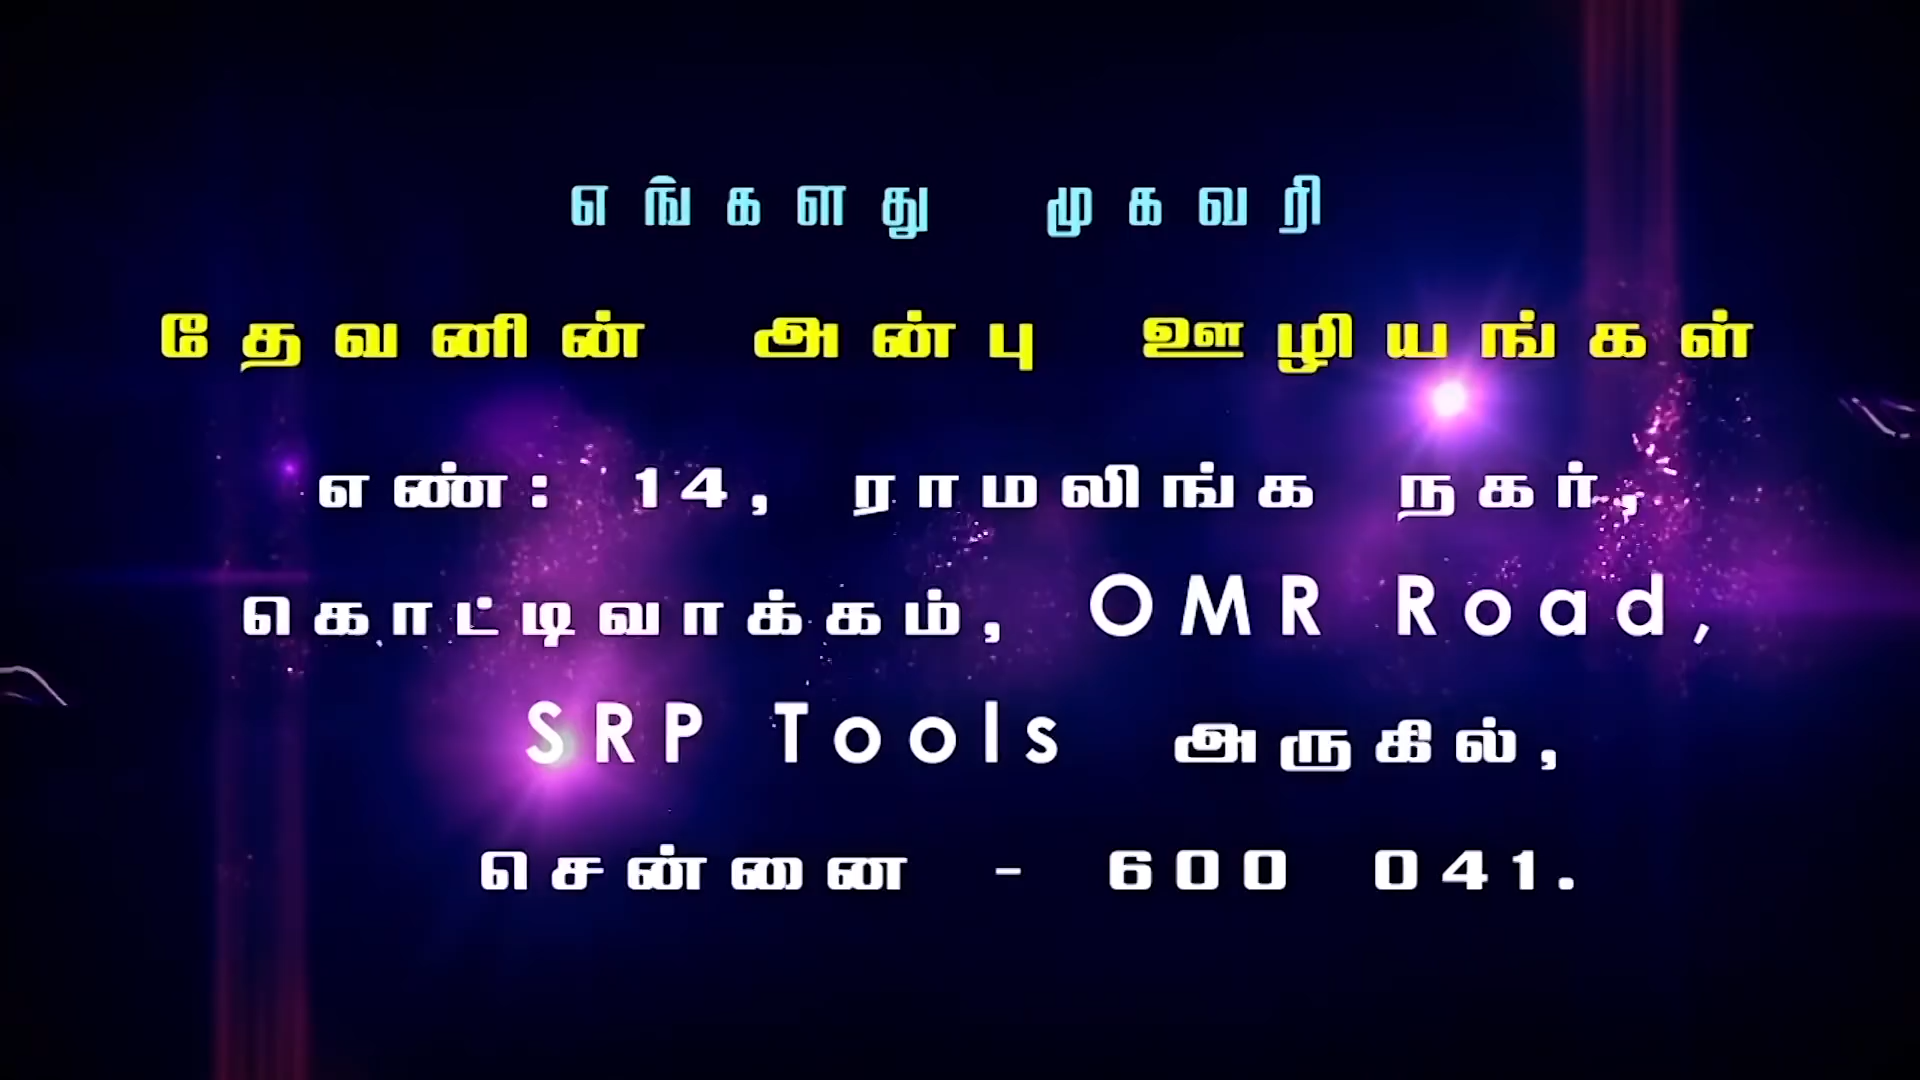 எங்களது முகவரி
தேவனின் அன்பு ஊழியங்கள்
எண்: 14, ராமலிங்க நகர்,
கொட்டிவாக்கம், OMR Road,
SRP Tools அருகில்,
சென்னை - 600 041.